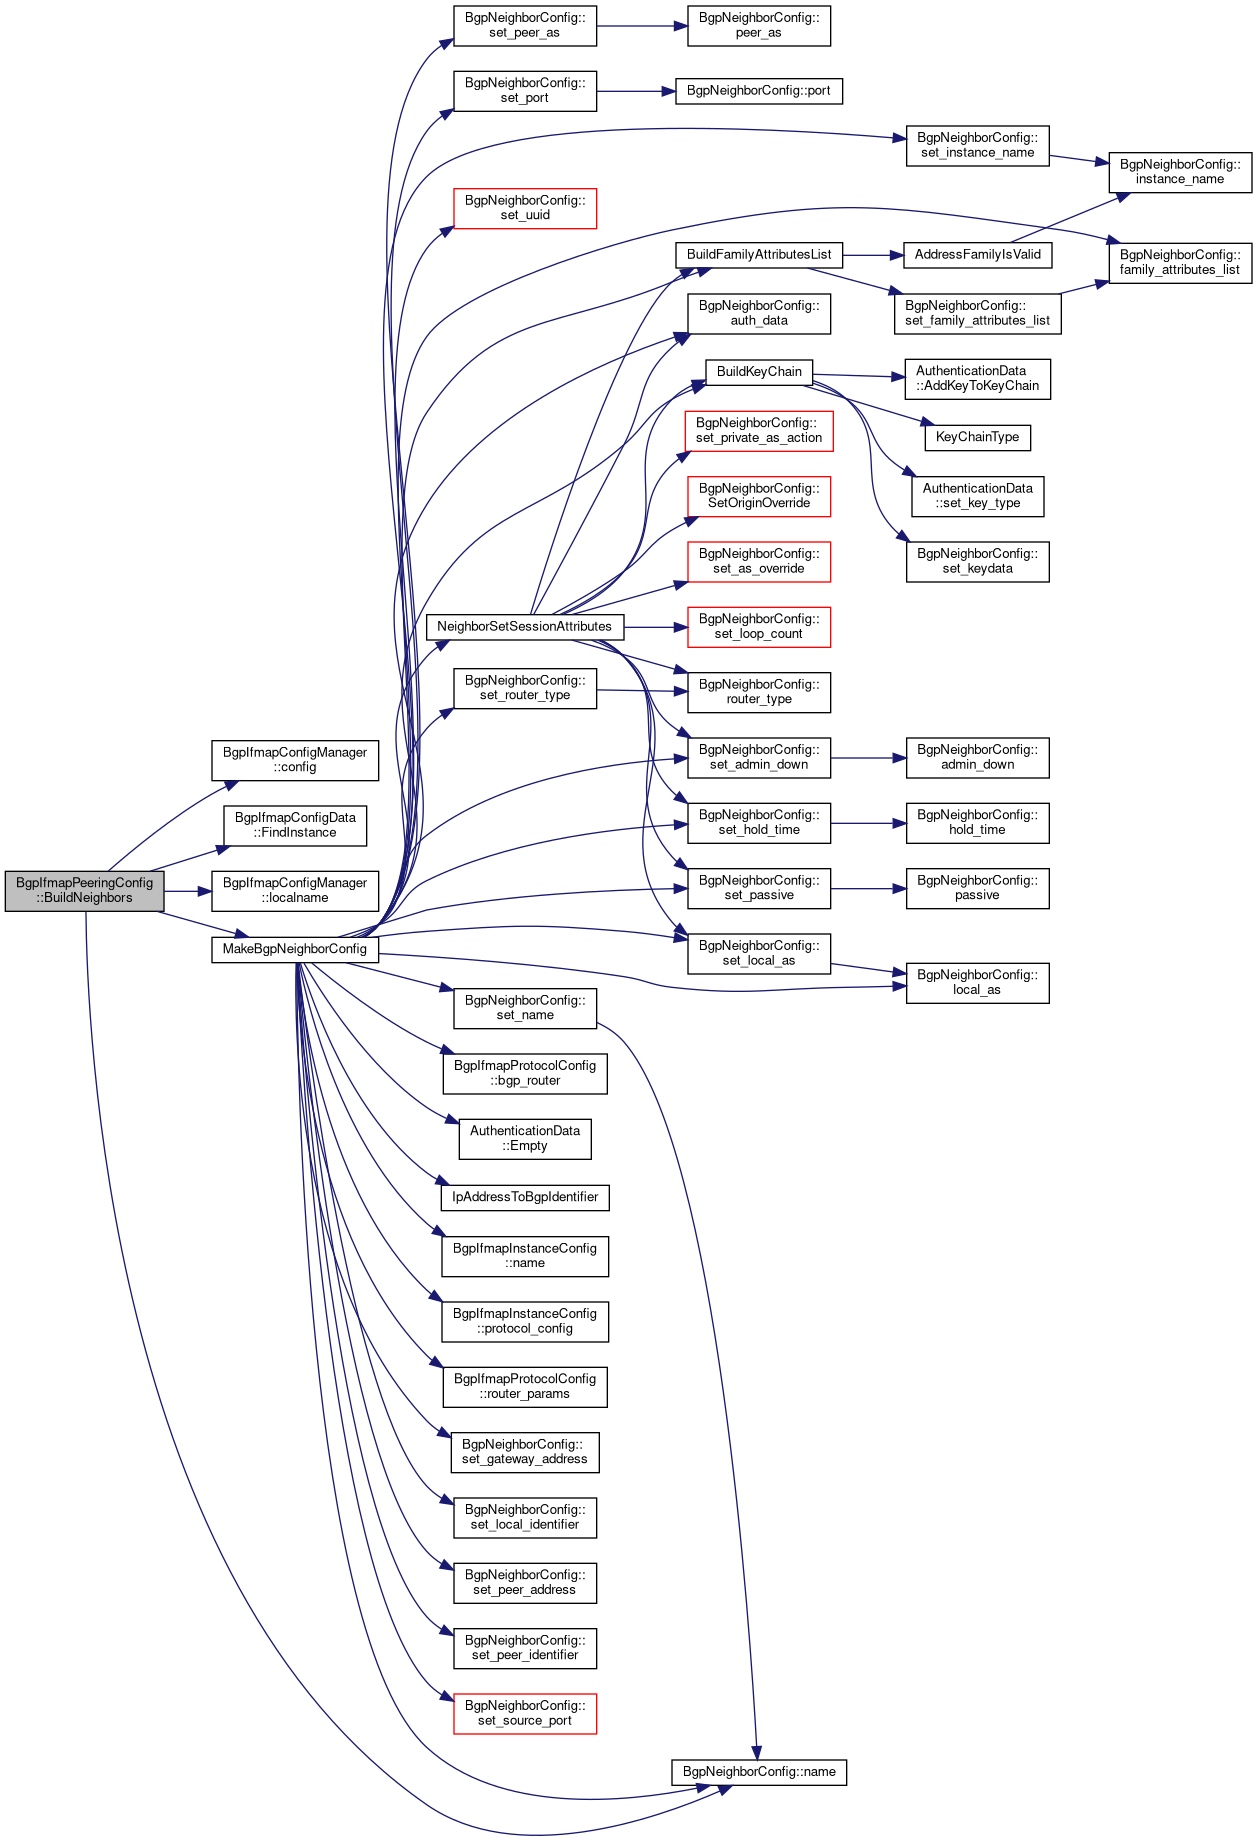 BgpNeighborConfig::
set_peer_as
BgpNeighborConfig::
peer_as
BgpNeighborConfig::
set_port
BgpNeighborConfig::port
BgpNeighborConfig::
set_instance_name
BgpNeighborConfig::
instance_name
BgpNeighborConfig::
set_uuid
BuildFamilyAttributesList
AddressFamilyIsValid
BgpNeighborConfig::
family_attributes_list
BgpNeighborConfig::
auth_data
BgpNeighborConfig::
set_family_attributes_list
BuildKeyChain
AuthenticationData
::AddKeyToKeyChain
BgpNeighborConfig::
set_private_as_action
KeyChainType
BgpNeighborConfig::
SetOriginOverride
AuthenticationData
::set_key_type
BgpNeighborConfig::
set_as_override
BgpNeighborConfig::
set_keydata
NeighborSetSessionAttributes
BgpNeighborConfig::
set_loop_count
BgpNeighborConfig::
set_router_type
BgpNeighborConfig::
router_type
BgpIfmapConfigManager
::config
BgpNeighborConfig::
set_admin_down
BgpNeighborConfig::
admin_down
BgpIfmapConfigData
::FindInstance
BgpNeighborConfig::
set_hold_time
BgpNeighborConfig::
hold_time
BgpIfmapPeeringConfig
::BuildNeighbors
BgpIfmapConfigManager
::localname
BgpNeighborConfig::
set_passive
BgpNeighborConfig::
passive
MakeBgpNeighborConfig
BgpNeighborConfig::
set_local_as
BgpNeighborConfig::
local_as
BgpNeighborConfig::
set_name
BgpIfmapProtocolConfig
::bgp_router
AuthenticationData
::Empty
IpAddressToBgpIdentifier
BgpIfmapInstanceConfig
::name
BgpIfmapInstanceConfig
::protocol_config
BgpIfmapProtocolConfig
::router_params
BgpNeighborConfig::
set_gateway_address
BgpNeighborConfig::
set_local_identifier
BgpNeighborConfig::
set_peer_address
BgpNeighborConfig::
set_peer_identifier
BgpNeighborConfig::
set_source_port
BgpNeighborConfig::name